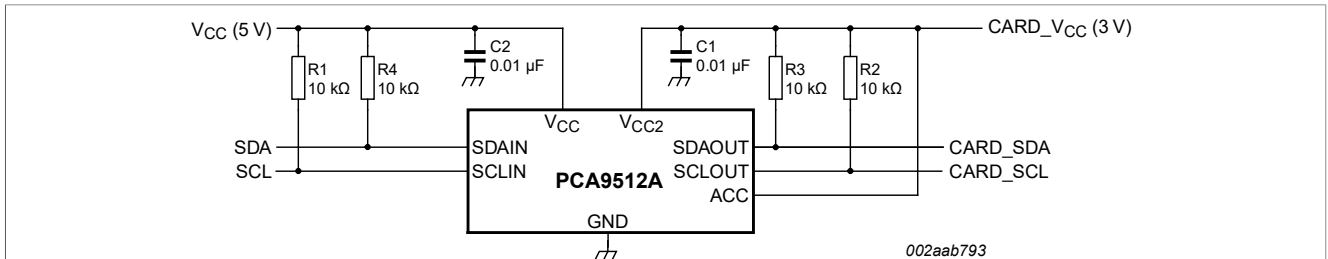 VCC (5 V) CARD_VCC (3 V)
C2 C1
0.01 μF 0.01 μF
R1 R4 R3 R2
10 kΩ 10 kΩ 10 kΩ 10 kΩ
VCC VCC2
SDA SDAIN SDAOUT CARD_SDA
SCL SCLIN SCLOUT CARD_SCL
PCA9512A
ACC
GND
002aab793